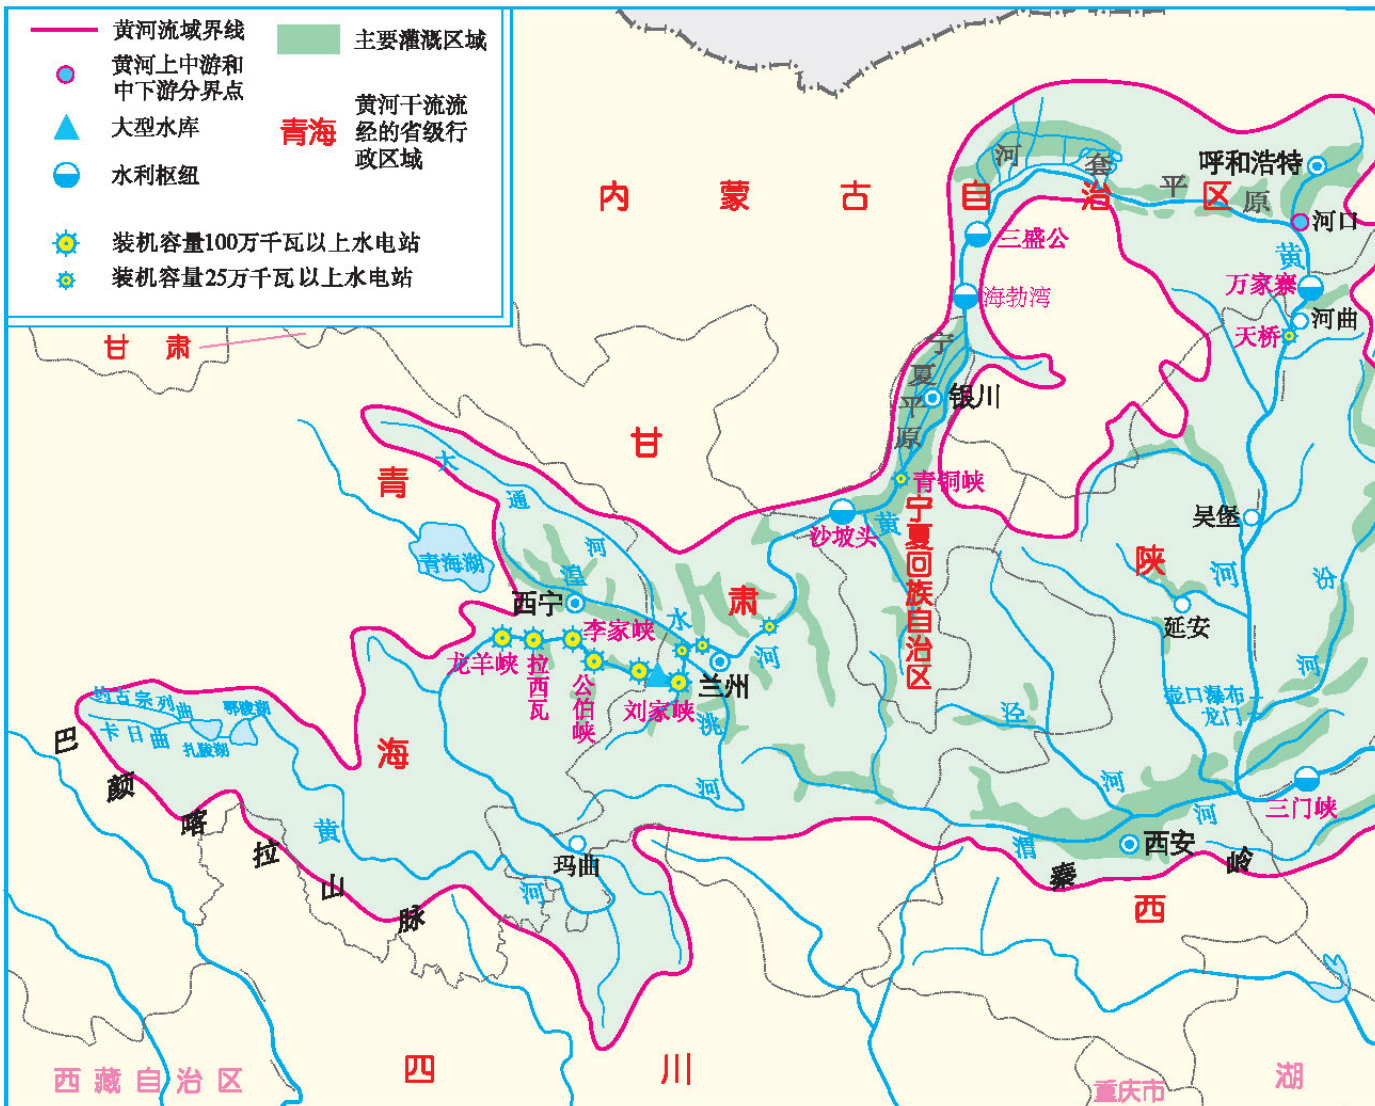 黄河流域界线
主要灌溉区域
黄河上中游和
中下游分界点
大型水库
水利枢纽
青海
黄河干流流
经的省级行
政区域
装机容量100万千瓦以上水电站
装机容量25万千瓦以上水电站
内蒙古自治区
河套平原
呼和浩特
河口
黄
三盛公
海勃湾
万家寨
河曲
天桥
甘肃
宁夏平原
银川
青铜峡
甘
肃
青
海
大通河
青海湖
湟
水
西宁
沙坡头
黄
河
宁夏回族自治区
吴堡
河
陕
西
延安
汾
河
李家峡
龙羊峡
拉西瓦
公伯峡
刘家峡
兰州
洮
河
泾
河
壶口瀑布
龙门
约古宗列曲
卡日曲
鄂陵湖
扎陵湖
巴颜喀拉山脉
黄
河
玛曲
渭
河
西安
三门峡
秦岭
西藏自治区
四川
重庆市
湖